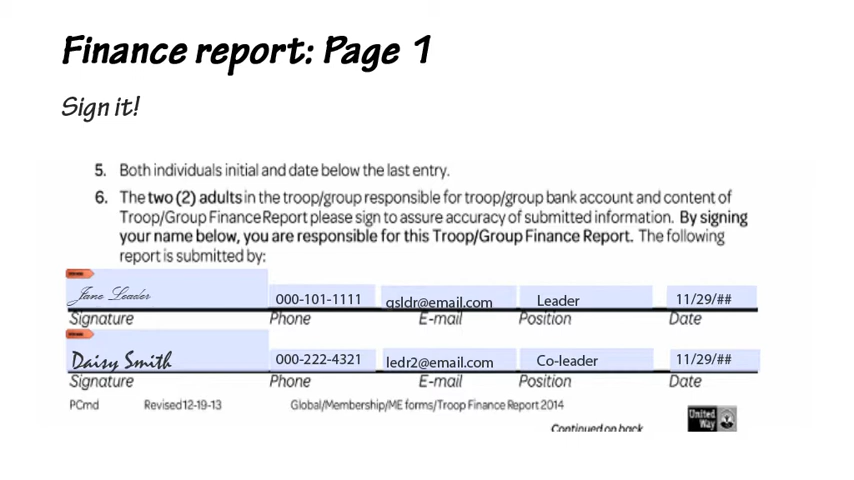 Finance report: Page 1
Sign it!
5. Both individuals initial and date below the last entry.
6. The two (2) adults in the troop/group responsible for troop/group bank account and content of
Troop/Group Finance Report please sign to assure accuracy of submitted information. By signing
your name below, you are responsible for this Troop/Group Finance Report. The following
report is submitted by:
Jane Leader 000-101-1111 gsldr@email.com Leader 11/29/##
Signature Phone E-mail Position Date
Daisy Smith 000-222-4321 ledr2@email.com Co-leader 11/29/##
Signature Phone E-mail Position Date
PCmd Revised 12-19-13 Global/Membership/ME forms/Troop Finance Report 2014
United
Way
Continued on back